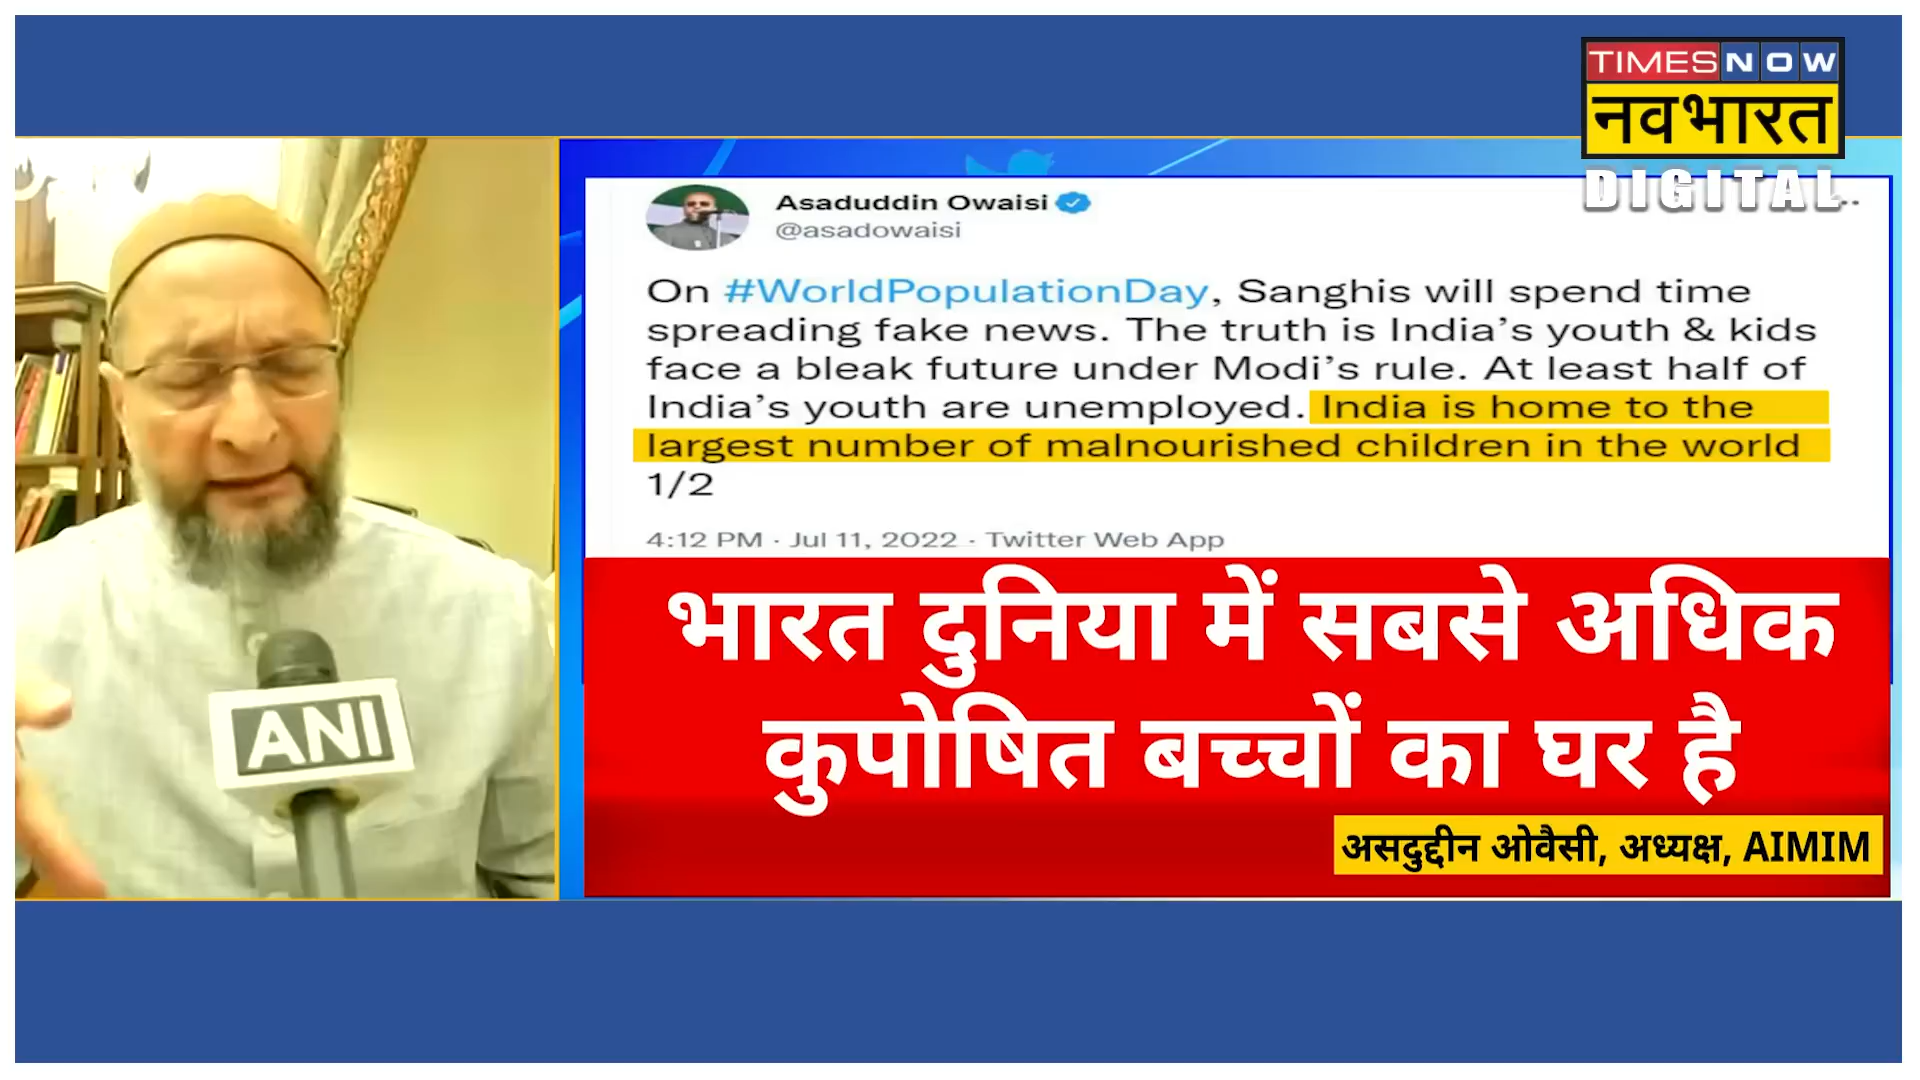 TIMES NOW
नवभारत
DIGITAL
Asaduddin Owaisi
@asadowaisi
On #WorldPopulationDay, Sanghis will spend time
spreading fake news. The truth is India's youth & kids
face a bleak future under Modi's rule. At least half of
India's youth are unemployed. India is home to the
largest number of malnourished children in the world
1/2
4:12 PM · Jul 11, 2022 · Twitter Web App
ANI
भारत दुनिया में सबसे अधिक
कुपोषित बच्चों का घर है
असदुद्दीन ओवैसी, अध्यक्ष, AIMIM